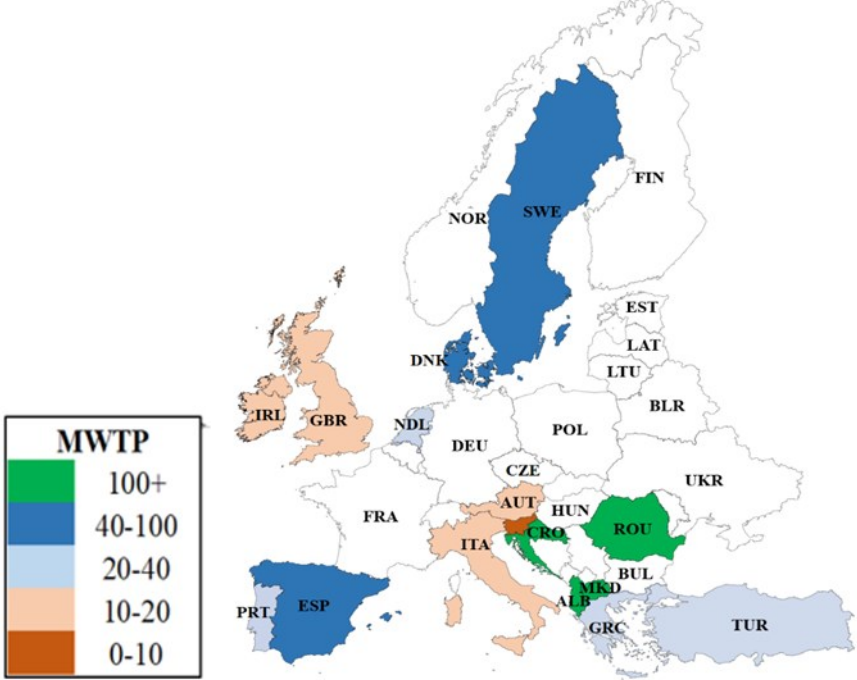 FIN
NOR
SWE
EST
LAT
DNK
LTU
BLR
IRL
GBR
NDL
POL
DEU
CZE
UKR
AUT
HUN
FRA
ROU
CRO
ITA
BUL
MKD
ALB
PRT
ESP
GRC
TUR
MWTP
100+
40-100
20-40
10-20
0-10